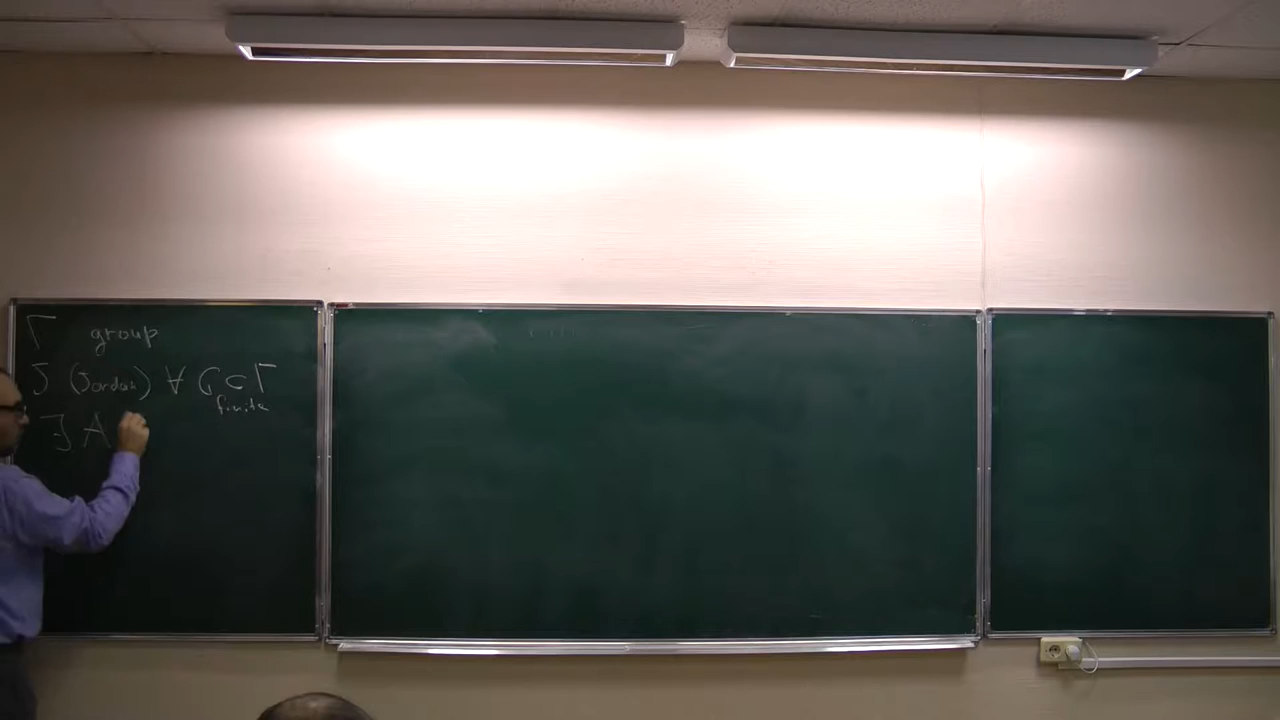 Γ group
J (Jordan) ∀ G ⊂ Γ
finite
∃ A